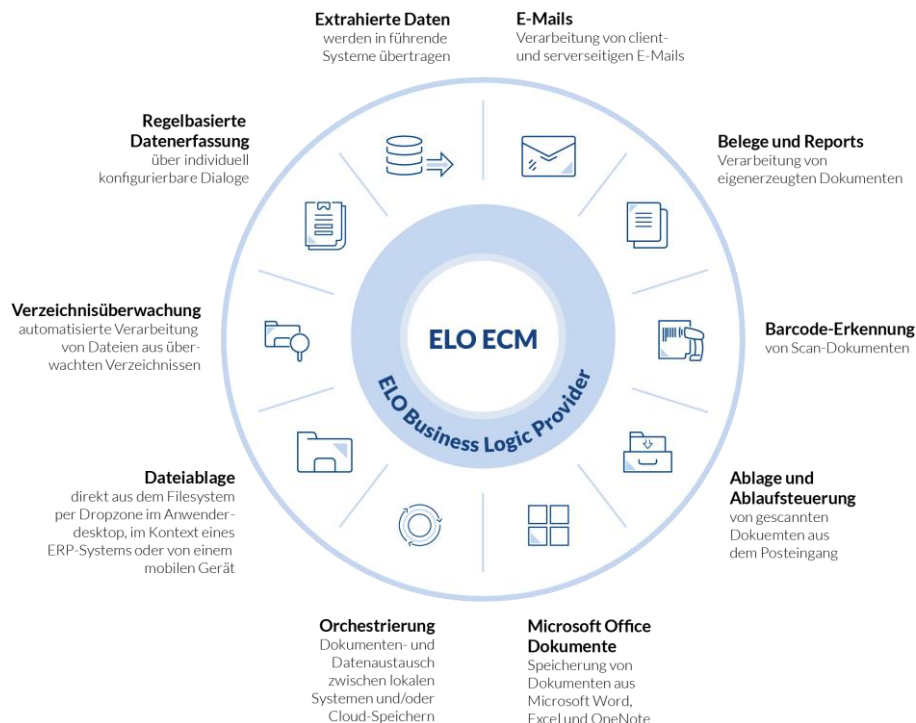 Extrahierte Daten
werden in führende
Systeme übertragen
E-Mails
Verarbeitung von client-
und serverseitigen E-Mails
Regelbasierte
Datenerfassung
über individuell
konfigurierbare Dialoge
Belege und Reports
Verarbeitung von
eigenerzeugten Dokumenten
Verzeichnisüberwachung
automatisierte Verarbeitung
von Dateien aus über-
wachten Verzeichnissen
ELO ECM
ELO Business Logic Provider
Barcode-Erkennung
von Scan-Dokumenten
Dateiablage
direkt aus dem Filesystem
per Dropzone im Anwender-
desktop, im Kontext eines
ERP-Systems oder von einem
mobilen Gerät
Ablage und
Ablaufsteuerung
von gescannten
Dokuemten aus
dem Posteingang
Orchestrierung
Dokumenten- und
Datenaustausch
zwischen lokalen
Systemen und/oder
Cloud-Speichern
Microsoft Office
Dokumente
Speicherung von
Dokumenten aus
Microsoft Word,
Excel und OneNote